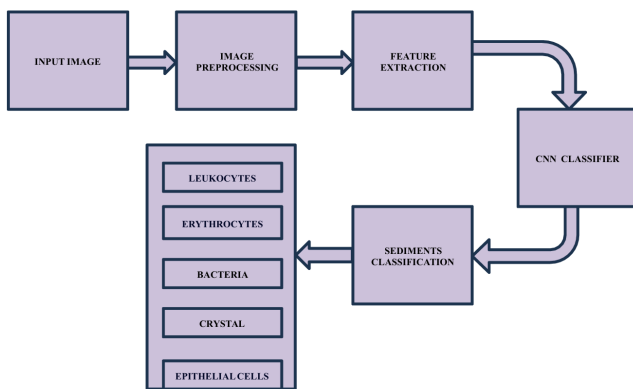 INPUT IMAGE
IMAGE
PREPROCESSING
FEATURE
EXTRACTION
CNN CLASSIFIER
SEDIMENTS
CLASSIFICATION
LEUKOCYTES
ERYTHROCYTES
BACTERIA
CRYSTAL
EPITHELIAL CELLS